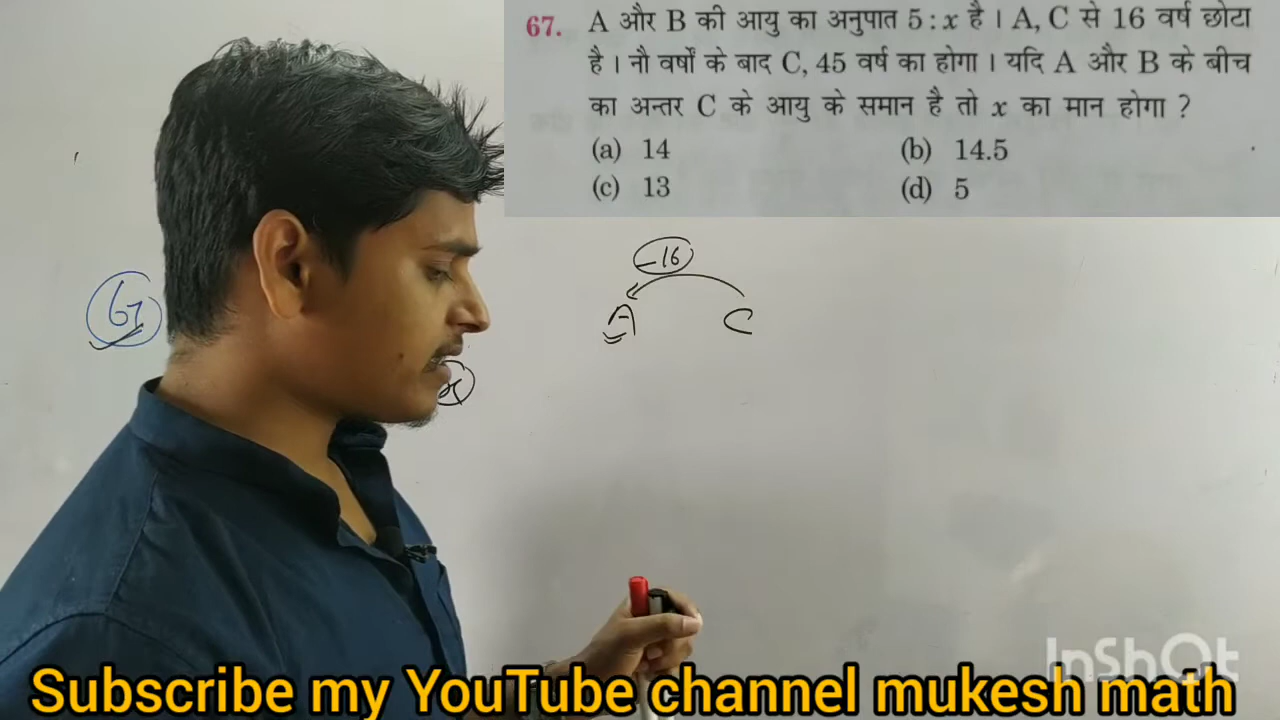 67. A और B की आयु का अनुपात 5 : x है । A, C से 16 वर्ष छोटा
है । नौ वर्षों के बाद C, 45 वर्ष का होगा । यदि A और B के बीच
का अन्तर C के आयु के समान है तो x का मान होगा ?
(a) 14 (b) 14.5
(c) 13 (d) 5
-16
67 A C
x
InShOt
Subscribe my YouTube channel mukesh math